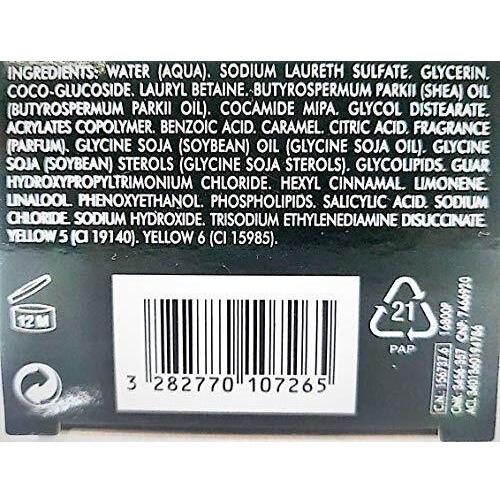 INGREDIENTS: WATER (AQUA). SODIUM LAURETH SULFATE. GLYCERIN.
COCO-GLUCOSIDE. LAURYL BETAINE. BUTYROSPERMUM PARKII (SHEA) OIL
(BUTYROSPERMUM PARKII OIL). COCAMIDE MIPA. GLYCOL DISTEARATE.
ACRYLATES COPOLYMER. BENZOIC ACID. CARAMEL. CITRIC ACID. FRAGRANCE
(PARFUM). GLYCINE SOJA (SOYBEAN) OIL (GLYCINE SOJA OIL). GLYCINE
SOJA (SOYBEAN) STEROLS (GLYCINE SOJA STEROLS). GLYCOLIPIDS. GUAR
HYDROXYPROPYLTRIMONIUM CHLORIDE. HEXYL CINNAMAL. LIMONENE.
LINALOOL. PHENOXYETHANOL. PHOSPHOLIPIDS. SALICYLIC ACID. SODIUM
CHLORIDE. SODIUM HYDROXIDE. TRISODIUM ETHYLENEDIAMINE DISUCCINATE.
YELLOW 5 (CI 19140). YELLOW 6 (CI 15985).
12 M
3 282770 107265
21
PAP